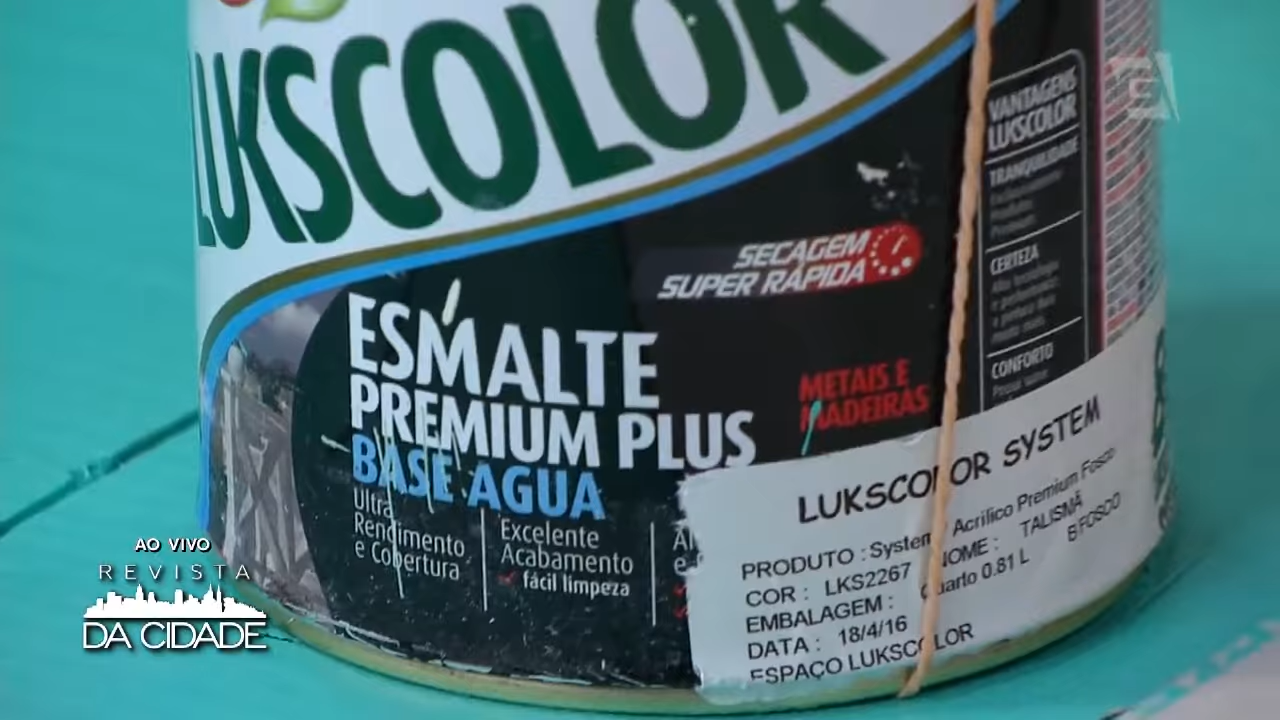 LUKSCOLOR
SECAGEM
SUPER RÁPIDA
ESMALTE
PREMIUM PLUS
BASE AGUA
METAIS E
MADEIRAS
Ultra
Rendimento
e Cobertura
Excelente
Acabamento
fácil limpeza
VANTAGENS
LUKSCOLOR
TRANQUILIDADE
CERTEZA
CONFORTO
LUKSCOLOR SYSTEM
PRODUTO : System Acrilico Premium Fosco
COR : LKS2267 NOME : TALISMÃ
EMBALAGEM : Quarto 0.81 L B FOSCO
DATA : 18/4/16
ESPAÇO LUKSCOLOR
AO VIVO
REVISTA
DA CIDADE